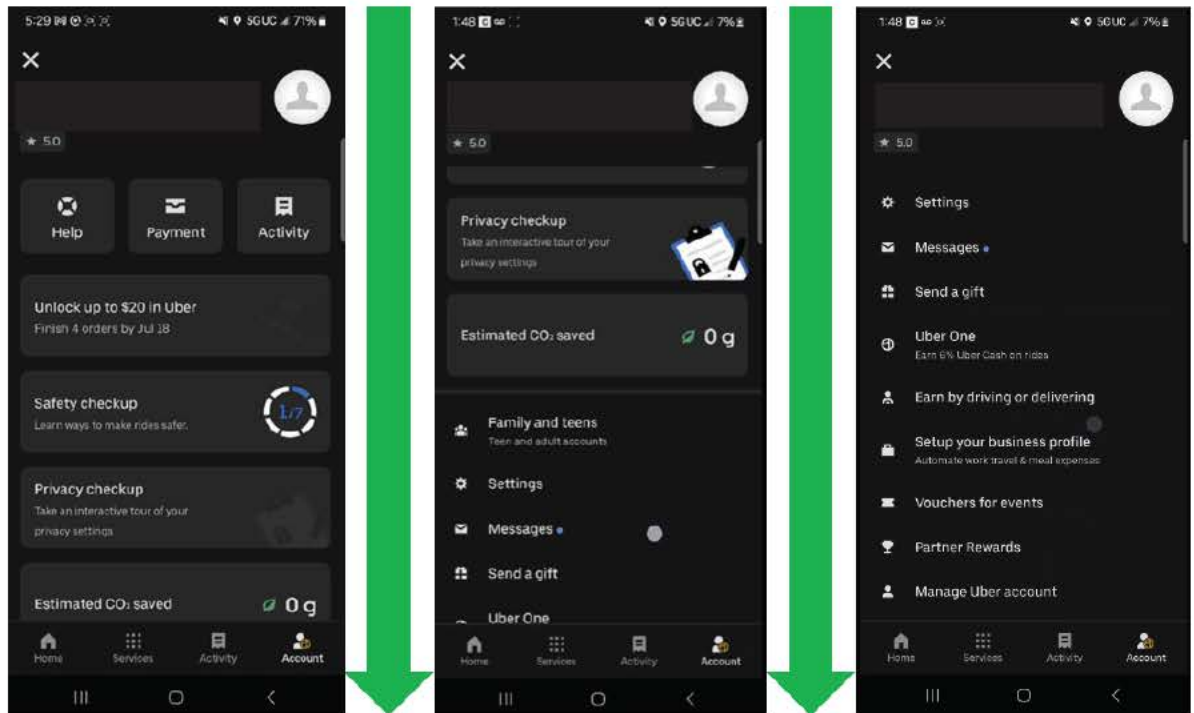 5:29
5GUC 71%
★ 5.0
Help
Payment
Activity
Unlock up to $20 in Uber
Finish 4 orders by Jul 18
Safety checkup
Learn ways to make rides safer.
1/7
Privacy checkup
Take an interactive tour of your
privacy settings
Estimated CO₂ saved
0 g
Home
Services
Activity
Account
1:48
5GUC 7%
★ 5.0
Privacy checkup
Take an interactive tour of your
privacy settings
Estimated CO₂ saved
0 g
Family and teens
Teen and adult accounts
Settings
Messages
Send a gift
Uber One
Home
Services
Activity
Account
1:48
5GUC 7%
★ 5.0
Settings
Messages
Send a gift
Uber One
Earn 6% Uber Cash on rides
Earn by driving or delivering
Setup your business profile
Automate work travel & meal expenses
Vouchers for events
Partner Rewards
Manage Uber account
Home
Services
Activity
Account